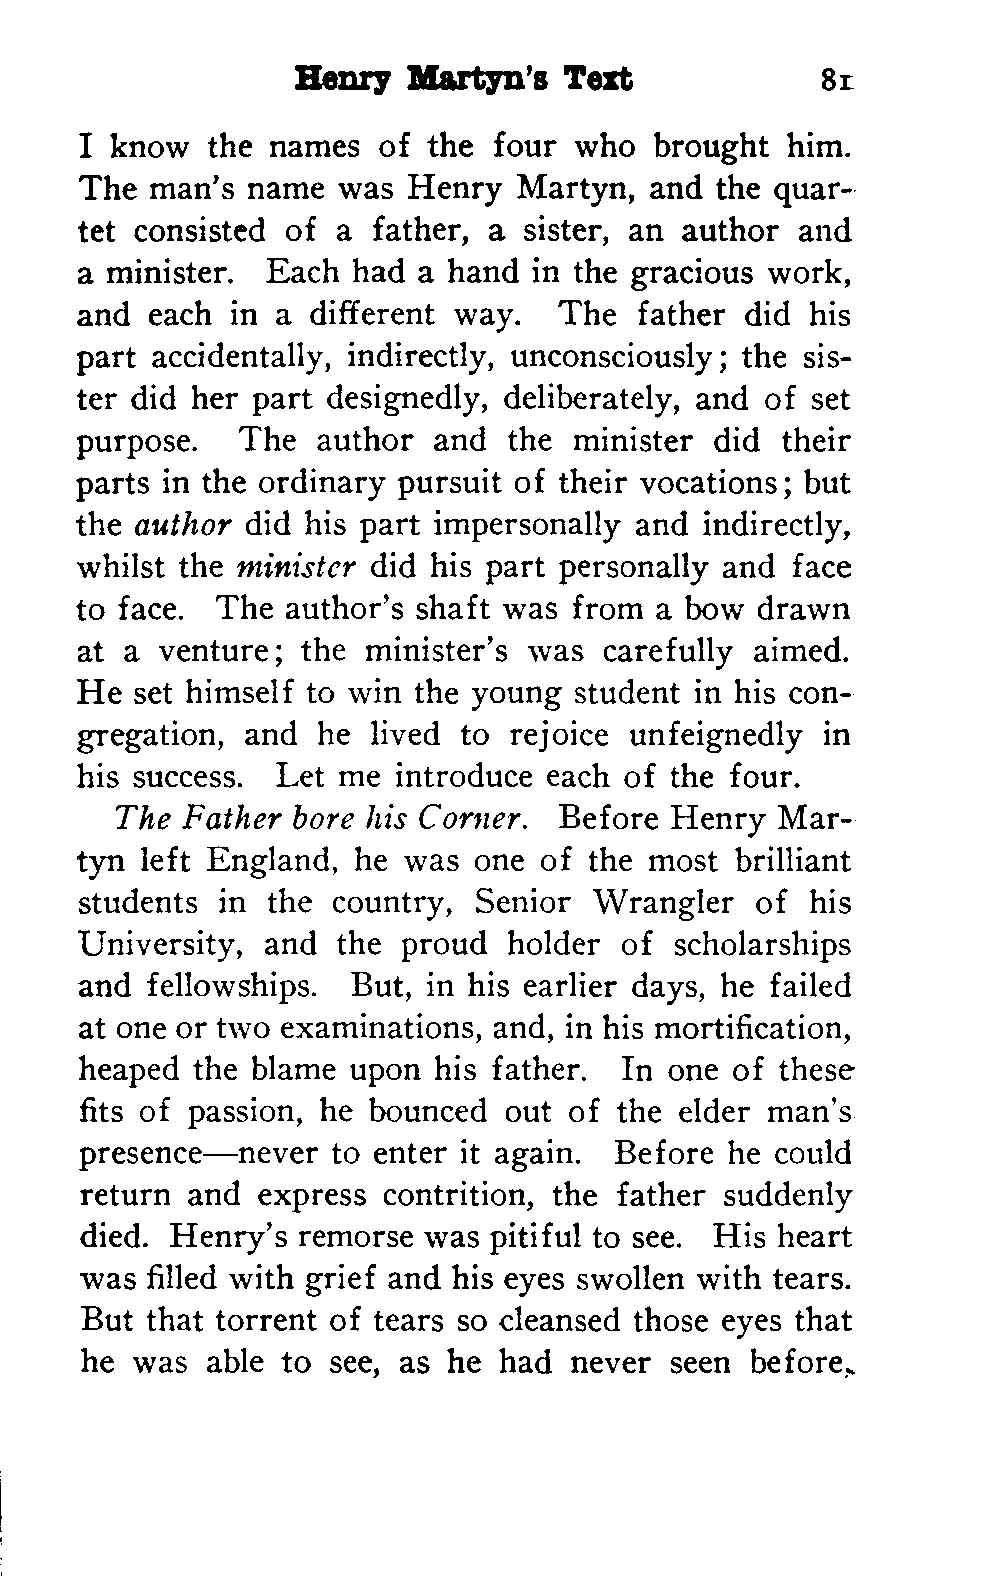 Henry Martyn's Text 81
I know the names of the four who brought him.
The man's name was Henry Martyn, and the quar-
tet consisted of a father, a sister, an author and
a minister. Each had a hand in the gracious work,
and each in a different way. The father did his
part accidentally, indirectly, unconsciously; the sis-
ter did her part designedly, deliberately, and of set
purpose. The author and the minister did their
parts in the ordinary pursuit of their vocations; but
the author did his part impersonally and indirectly,
whilst the minister did his part personally and face
to face. The author's shaft was from a bow drawn
at a venture; the minister's was carefully aimed.
He set himself to win the young student in his con-
gregation, and he lived to rejoice unfeignedly in
his success. Let me introduce each of the four.
The Father bore his Corner. Before Henry Mar-
tyn left England, he was one of the most brilliant
students in the country, Senior Wrangler of his
University, and the proud holder of scholarships
and fellowships. But, in his earlier days, he failed
at one or two examinations, and, in his mortification,
heaped the blame upon his father. In one of these
fits of passion, he bounced out of the elder man's
presence—never to enter it again. Before he could
return and express contrition, the father suddenly
died. Henry's remorse was pitiful to see. His heart
was filled with grief and his eyes swollen with tears.
But that torrent of tears so cleansed those eyes that
he was able to see, as he had never seen before,